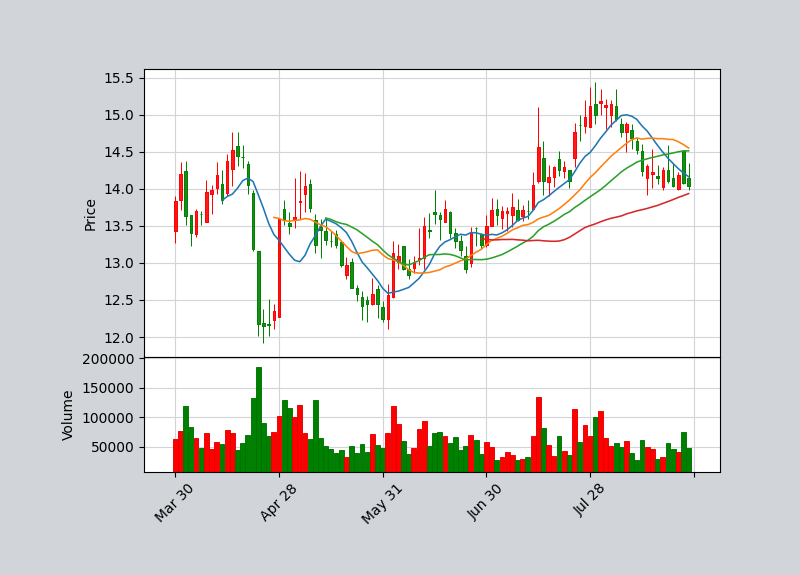 15.5
15.0
14.5
14.0
13.5
13.0
12.5
12.0
Price
200000
150000
100000
50000
Volume
Mar 30
Apr 28
May 31
Jun 30
Jul 28